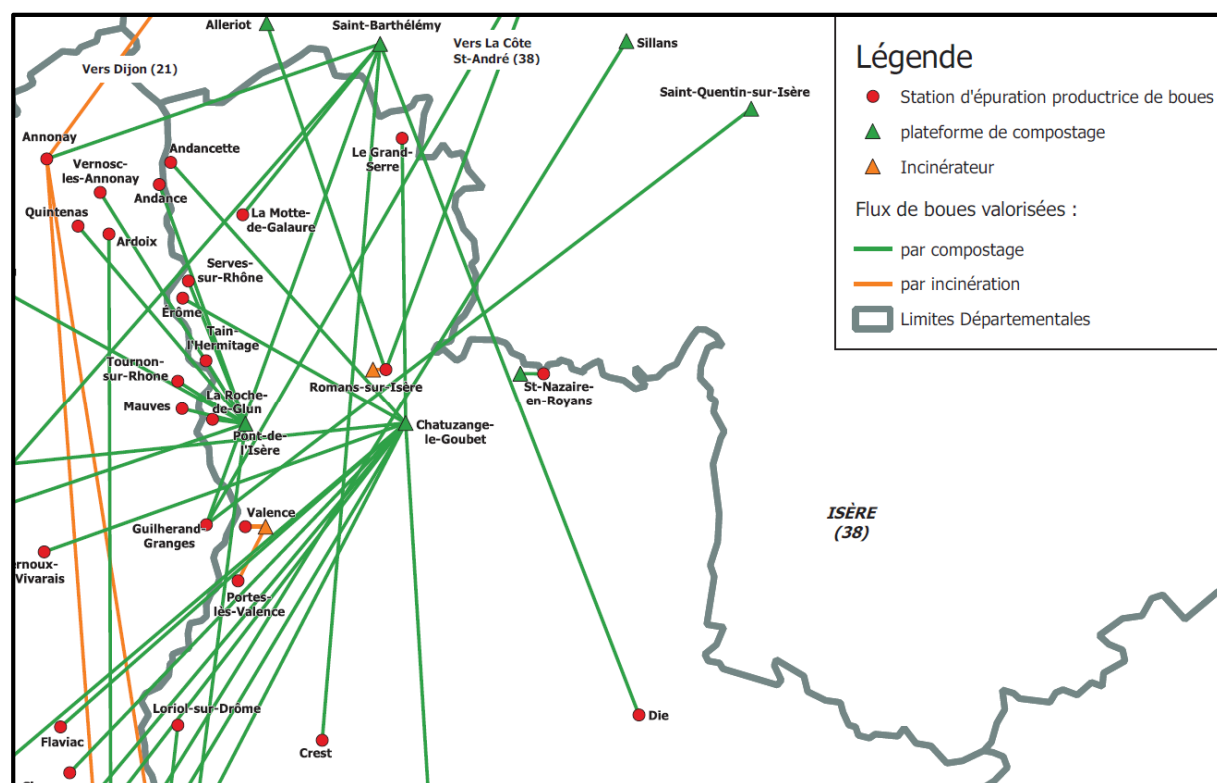 Alleriot
Saint-Barthélémy
Vers La Côte
St-André (38)
Sillans
Vers Dijon (21)
Saint-Quentin-sur-Isère
Annonay
Andancette
Le Grand-
Serre
Vernosc-
les-Annonay
Andance
Quintenas
Ardoix
La Motte-
de-Galaure
Serves-
sur-Rhône
Érôme
Tain-
l'Hermitage
Tournon-
sur-Rhone
Romans-sur-Isère
St-Nazaire-
en-Royans
La Roche-
de-Glun
Mauves
Pont-de-
l'Isère
Chatuzange-
le-Goubet
Valence
Guilherand-
Granges
ernoux-
Vivarais
Portes-
lès-Valence
ISÈRE
(38)
Loriol-sur-Drôme
Die
Flaviac
Crest
Légende
Station d'épuration productrice de boues
plateforme de compostage
Incinérateur
Flux de boues valorisées :
par compostage
par incinération
Limites Départementales